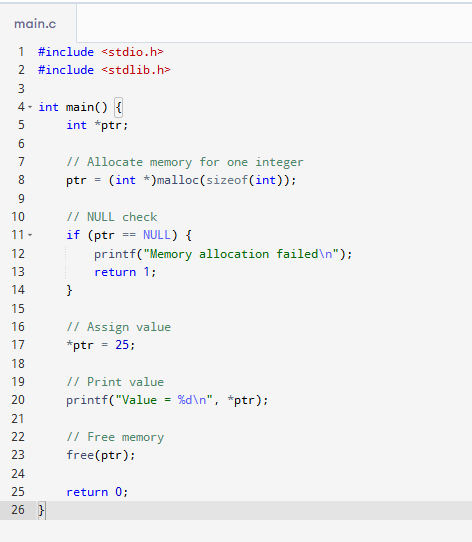 main.c
1 #include <stdio.h>
2 #include <stdlib.h>
3
4 int main() {
5     int *ptr;
6
7     // Allocate memory for one integer
8     ptr = (int *)malloc(sizeof(int));
9
10     // NULL check
11     if (ptr == NULL) {
12         printf("Memory allocation failed\n");
13         return 1;
14     }
15
16     // Assign value
17     *ptr = 25;
18
19     // Print value
20     printf("Value = %d\n", *ptr);
21
22     // Free memory
23     free(ptr);
24
25     return 0;
26 }